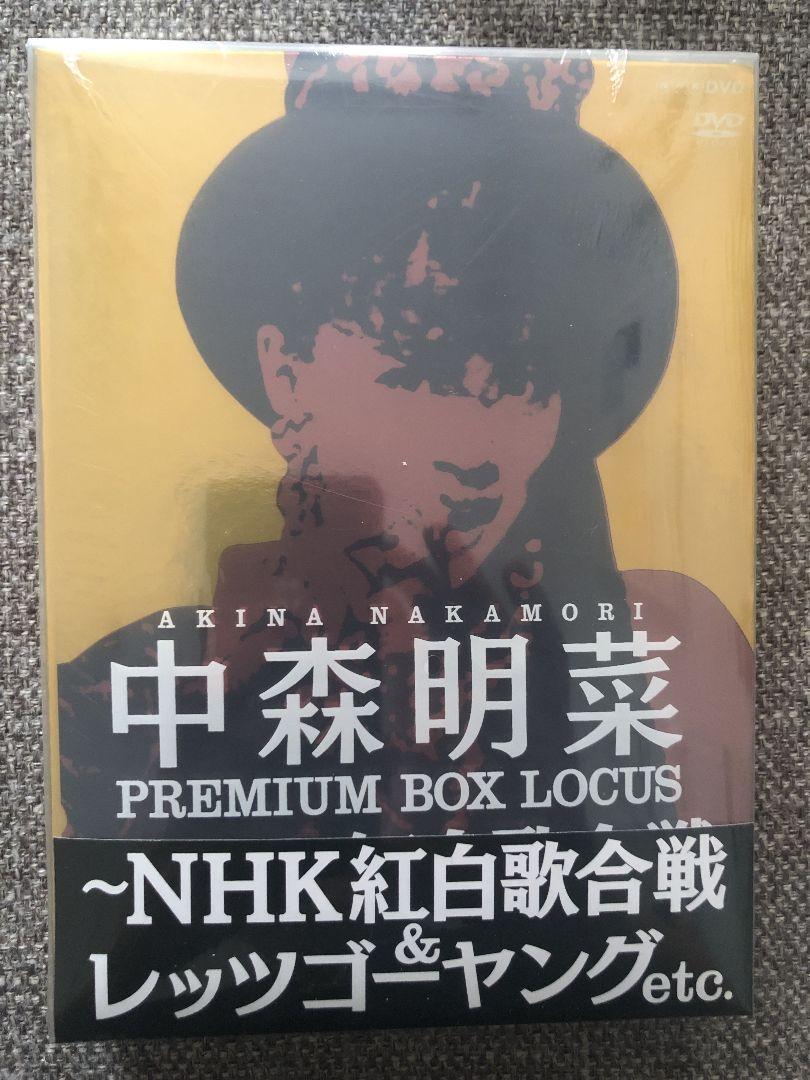 DVD
DVD
AKINA NAKAMORI
中森明菜
PREMIUM BOX LOCUS
~NHK紅白歌合戦
&
レッツゴーヤングetc.